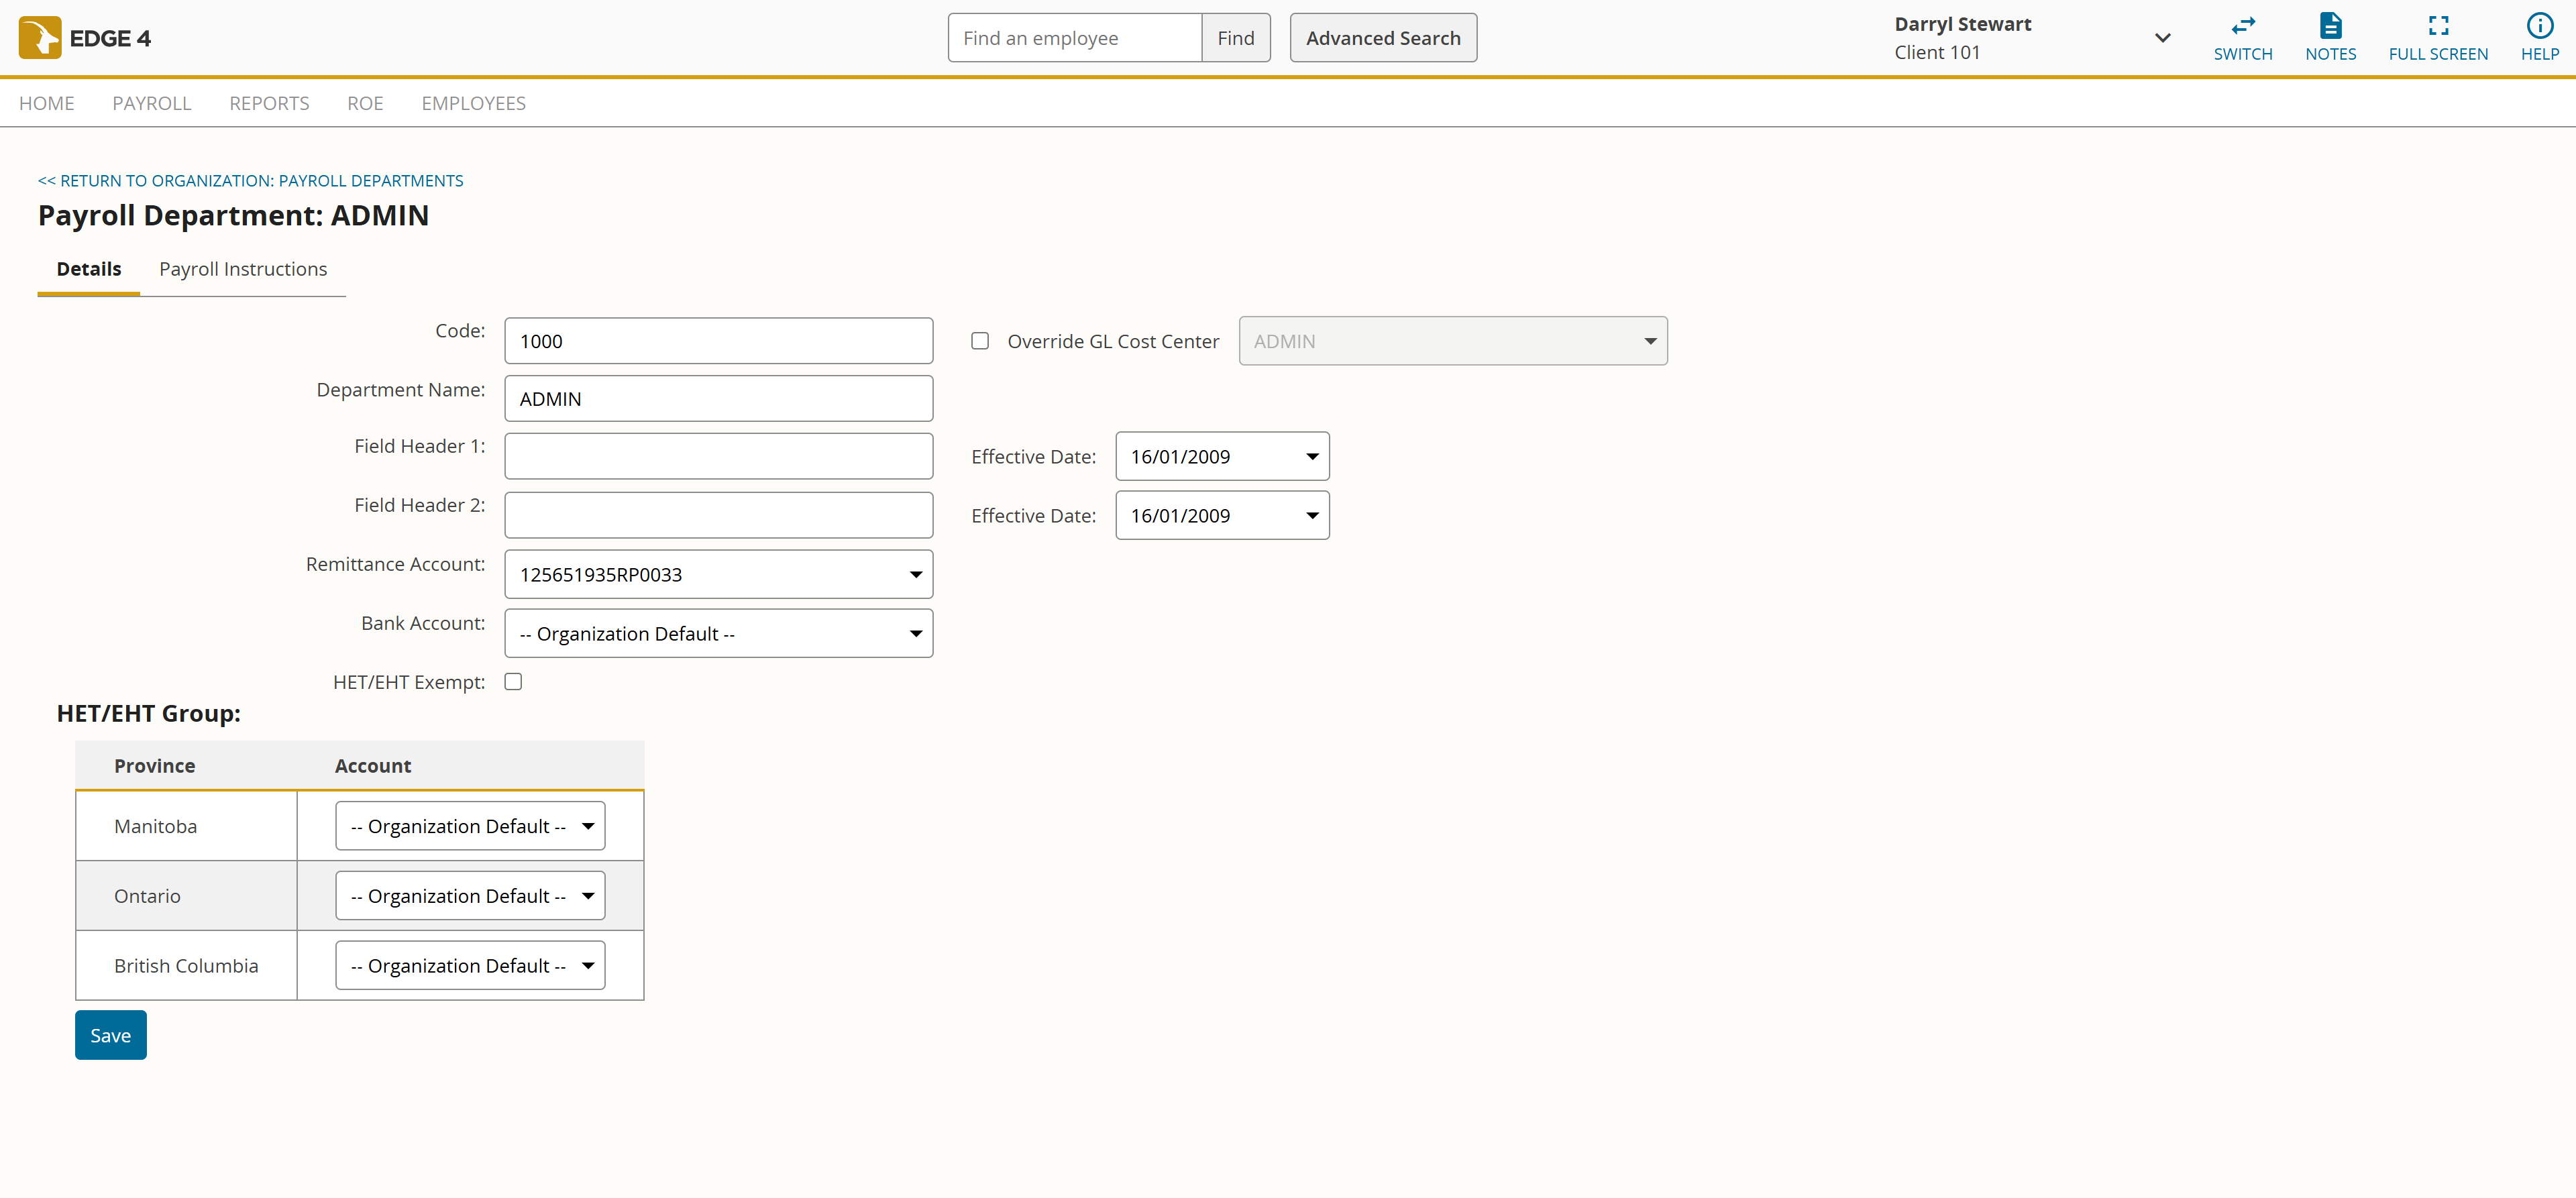 EDGE 4
Find an employee
Find
Advanced Search
Darryl Stewart
Client 101
SWITCH
NOTES
FULL SCREEN
HELP
HOME
PAYROLL
REPORTS
ROE
EMPLOYEES
<< RETURN TO ORGANIZATION: PAYROLL DEPARTMENTS
Payroll Department: ADMIN
Details
Payroll Instructions
Code:
1000
Override GL Cost Center
ADMIN
Department Name:
ADMIN
Field Header 1:
Effective Date:
16/01/2009
Field Header 2:
Effective Date:
16/01/2009
Remittance Account:
125651935RP0033
Bank Account:
-- Organization Default --
HET/EHT Exempt:
HET/EHT Group:
Province
Account
Manitoba
-- Organization Default --
Ontario
-- Organization Default --
British Columbia
-- Organization Default --
Save